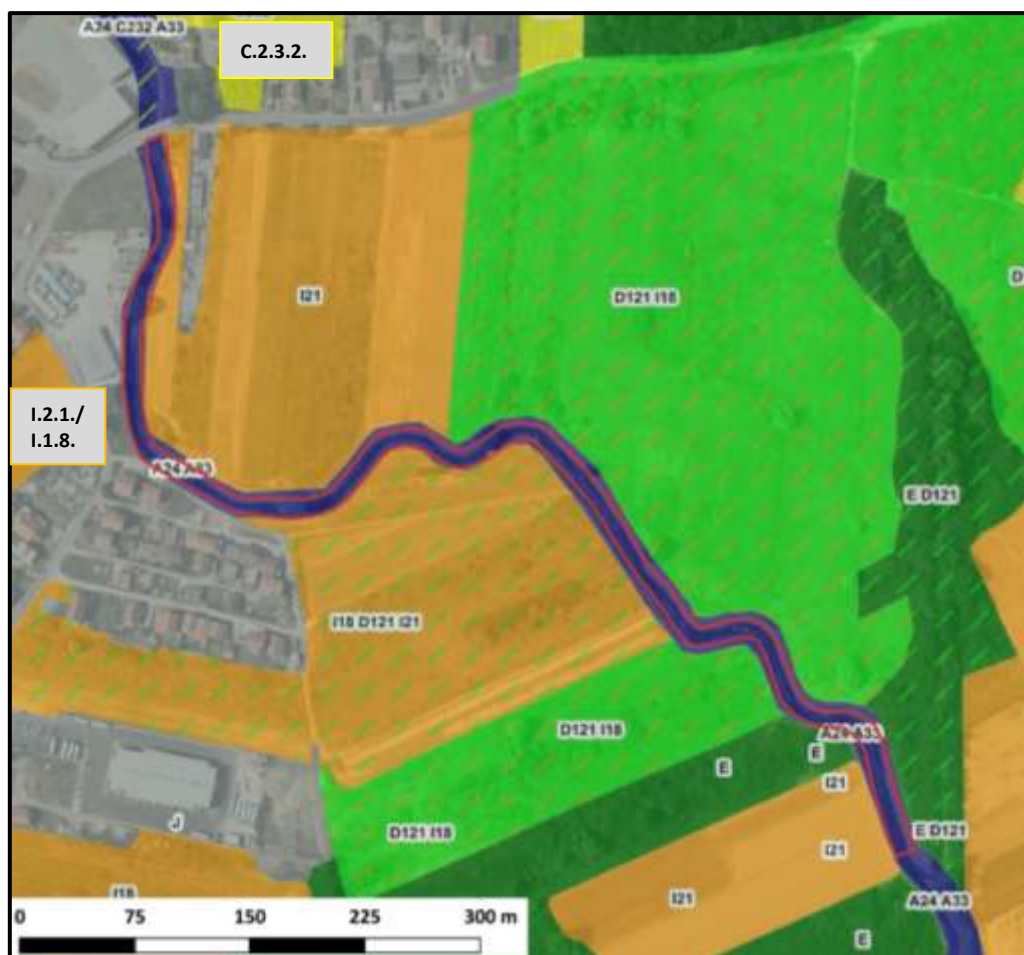 A24 C232 A33
C.2.3.2.
I21
D121 I18
D
I.2.1./
I.1.8.
A24 A33
E D121
I18 D121 I21
D121 I18
A24 A33
E
E
I21
J
D121 I18
I21
E D121
I18
I21
A24 A33
E
0 75 150 225 300 m